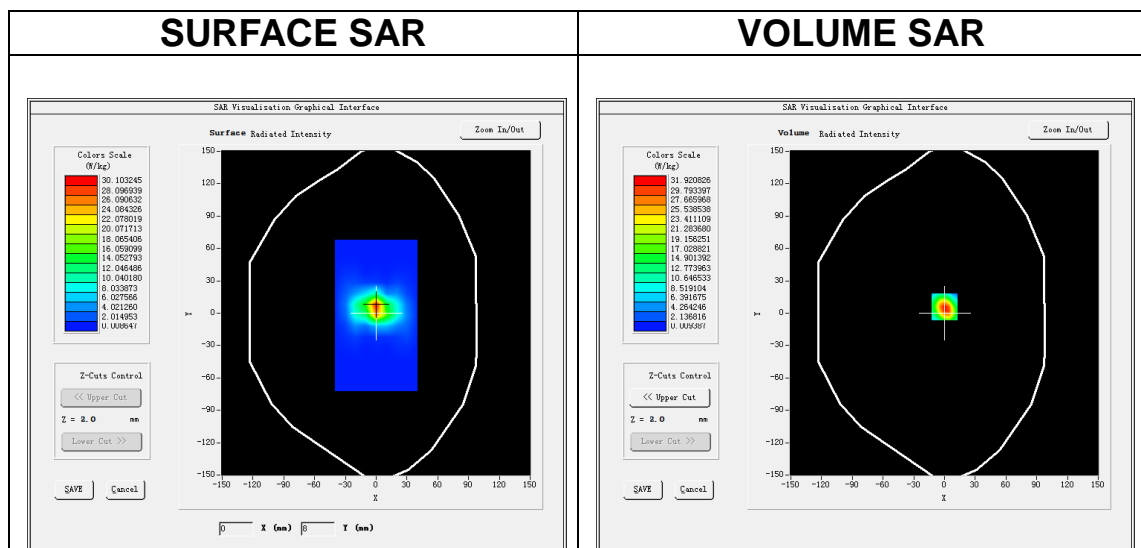 SURFACE SAR
VOLUME SAR
SAR Visualisation Graphical Interface
Surface Radiated Intensity
Zoom In/Out
Colors Scale
(W/kg)
30.103245
28.096939
26.090632
24.084326
22.078019
20.071713
18.065406
16.059099
14.052793
12.046486
10.040180
8.033873
6.027566
4.021260
2.014953
0.008647
150
120
90
60
30
0
-30
-60
-90
-120
-150
Y
-150 -120 -90 -60 -30 0 30 60 90 120 150
X
Z-Cuts Control
<< Upper Cut
Z = 2.0 mm
Lower Cut >>
SAVE Cancel
0 X (mm) 8 Y (mm)
SAR Visualisation Graphical Interface
Volume Radiated Intensity
Zoom In/Out
Colors Scale
(W/kg)
31.920826
29.793397
27.665968
25.538538
23.411109
21.283680
19.156251
17.028821
14.901392
12.773963
10.646533
8.519104
6.391675
4.264246
2.136816
0.009387
150
120
90
60
30
0
-30
-60
-90
-120
-150
Y
-150 -120 -90 -60 -30 0 30 60 90 120 150
X
Z-Cuts Control
<< Upper Cut
Z = 2.0 mm
Lower Cut >>
SAVE Cancel